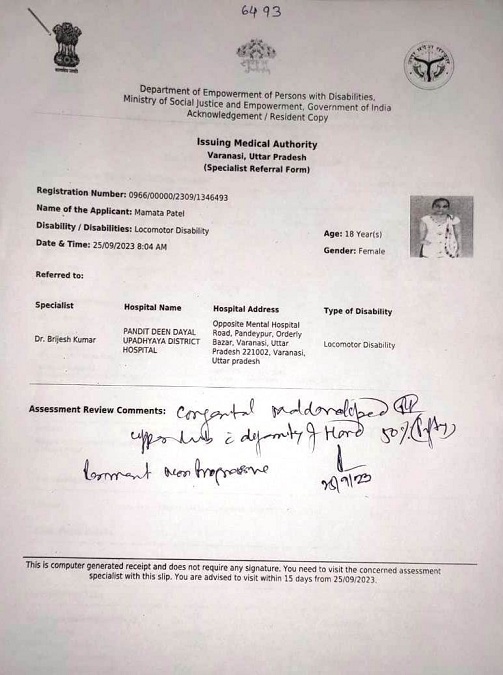 6493
Department of Empowerment of Persons with Disabilities,
Ministry of Social Justice and Empowerment, Government of India
Acknowledgement / Resident Copy
Issuing Medical Authority
Varanasi, Uttar Pradesh
(Specialist Referral Form)
Registration Number: 0966/00000/2309/1346493
Name of the Applicant: Mamata Patel
Disability / Disabilities: Locomotor Disability
Age: 18 Year(s)
Date & Time: 25/09/2023 8:04 AM
Gender: Female
Referred to:
Specialist Hospital Name Hospital Address Type of Disability
Dr. Brijesh Kumar
PANDIT DEEN DAYAL
UPADHYAYA DISTRICT
HOSPITAL
Opposite Mental Hospital
Road, Pandeypur, Orderly
Bazar, Varanasi, Uttar
Pradesh 221002, Varanasi,
Uttar pradesh
Locomotor Disability
Assessment Review Comments: Congental
upper limb c deformity of Hand 50% (fifty)
non progressive
25/9/23
This is computer generated receipt and does not require any signature. You need to visit the concerned assessment
specialist with this slip. You are advised to visit within 15 days from 25/09/2023.